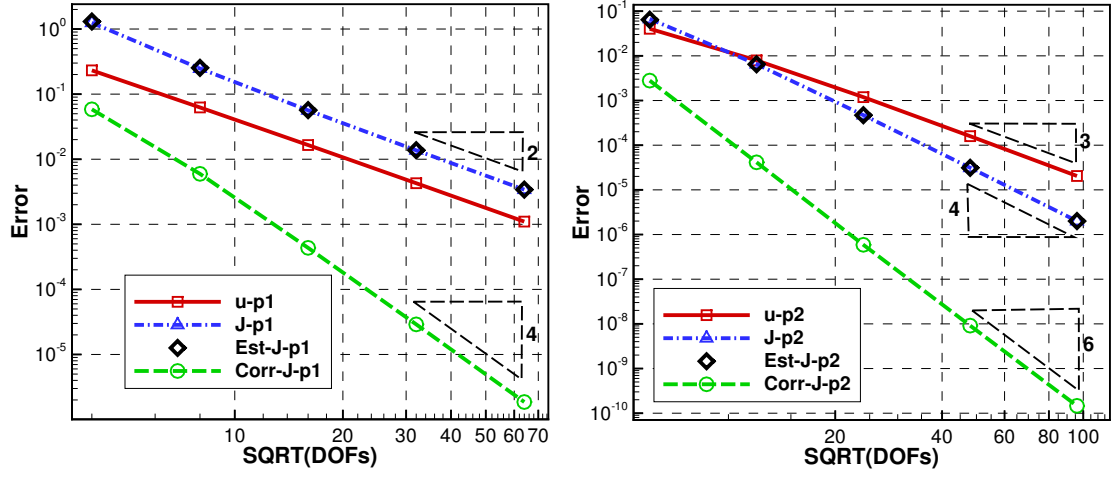 10^0
10^-1
10^-2
10^-3
10^-4
10^-5
Error
2
4
u-p1
J-p1
Est-J-p1
Corr-J-p1
10
20
30
40
50
60
70
SQRT(DOFs)
10^-1
10^-2
10^-3
10^-4
10^-5
10^-6
10^-7
10^-8
10^-9
10^-10
Error
3
4
6
u-p2
J-p2
Est-J-p2
Corr-J-p2
20
40
60
80
100
SQRT(DOFs)